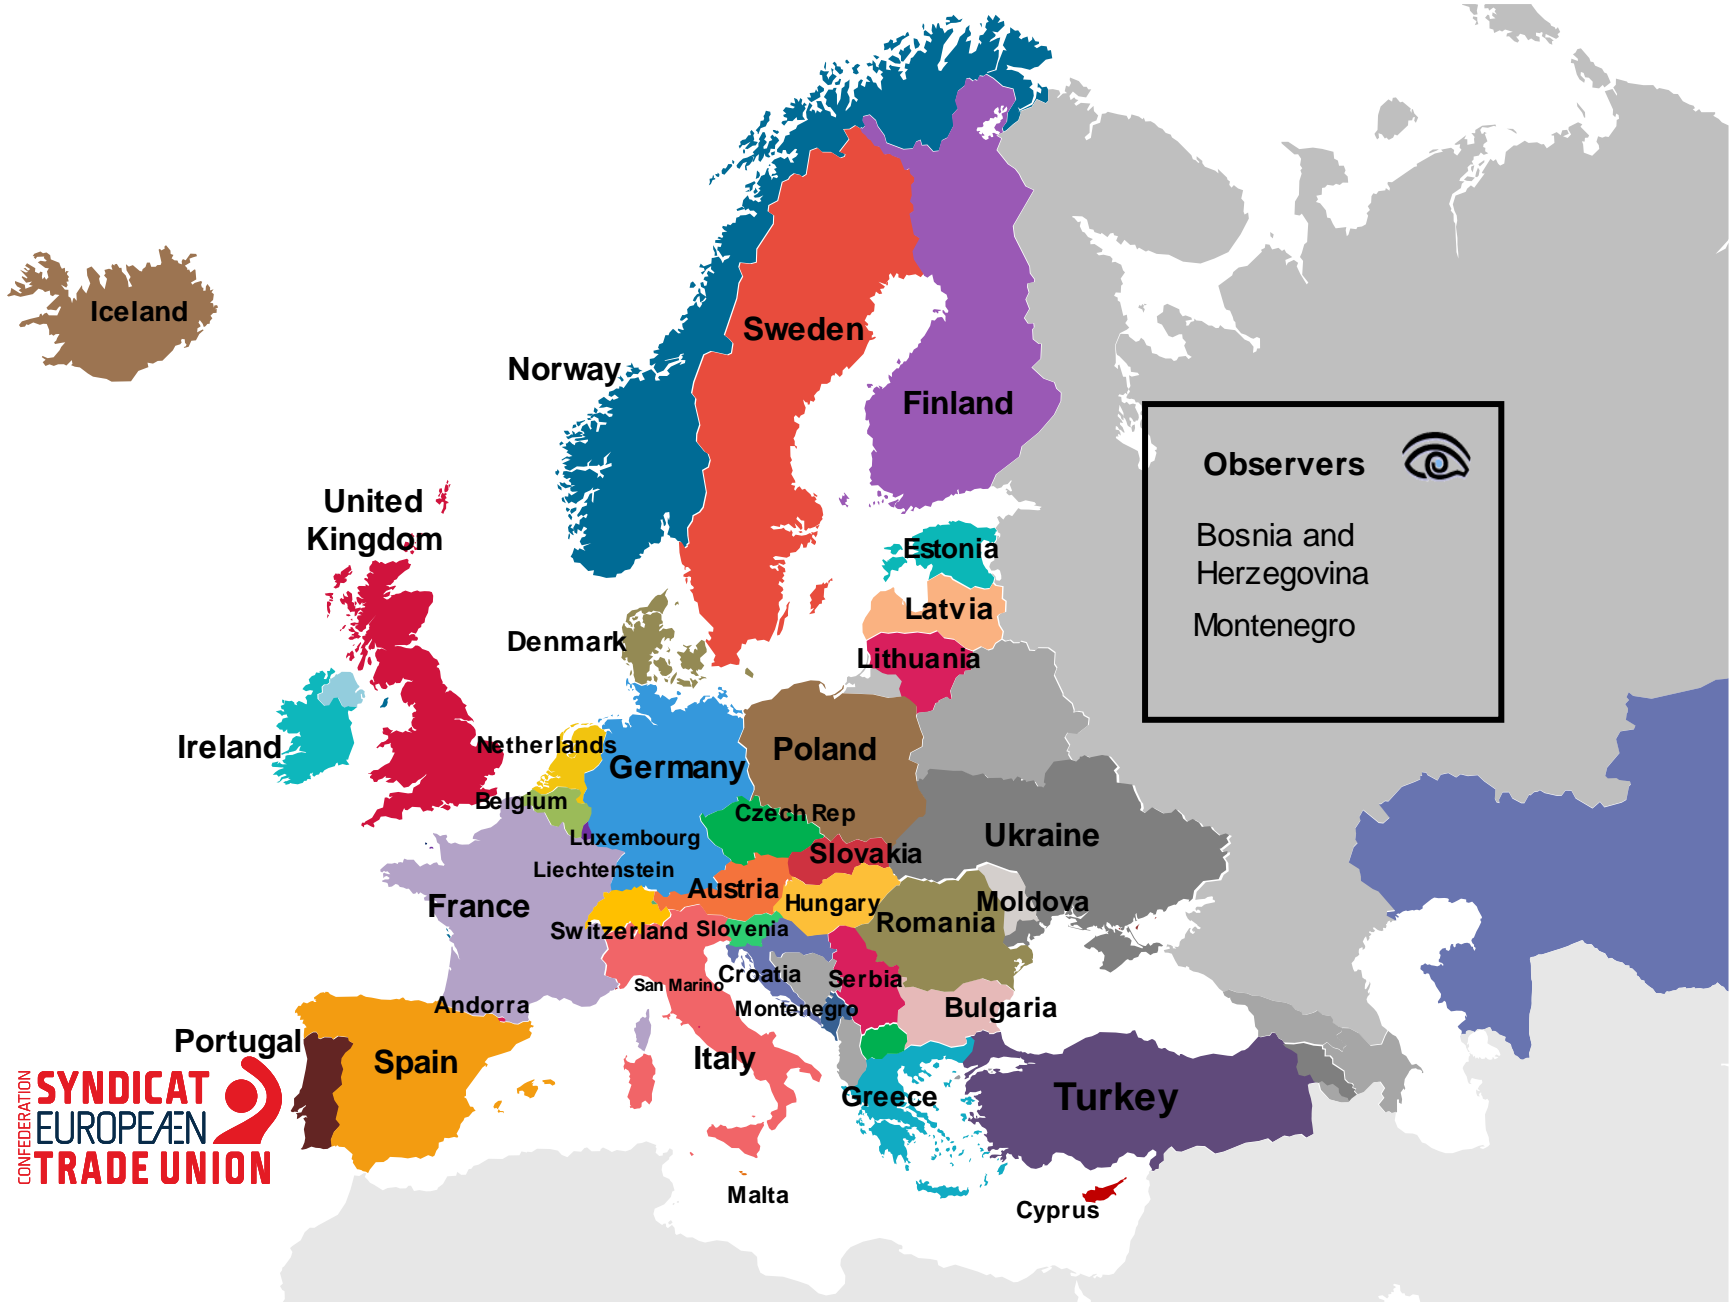 Iceland
Norway
Sweden
Finland
Observers
Bosnia and
Herzegovina
Montenegro
United
Kingdom
Estonia
Latvia
Denmark
Lithuania
Ireland
Netherlands
Germany
Poland
Belgium
Czech Rep
Luxembourg
Ukraine
Slovakia
Liechtenstein
Austria
France
Hungary
Moldova
Switzerland
Slovenia
Romania
Croatia
Serbia
San Marino
Andorra
Montenegro
Bulgaria
Portugal
Spain
Italy
Greece
Turkey
CONFEDERATION
SYNDICAT
EUROPEÆN
TRADE UNION
Malta
Cyprus